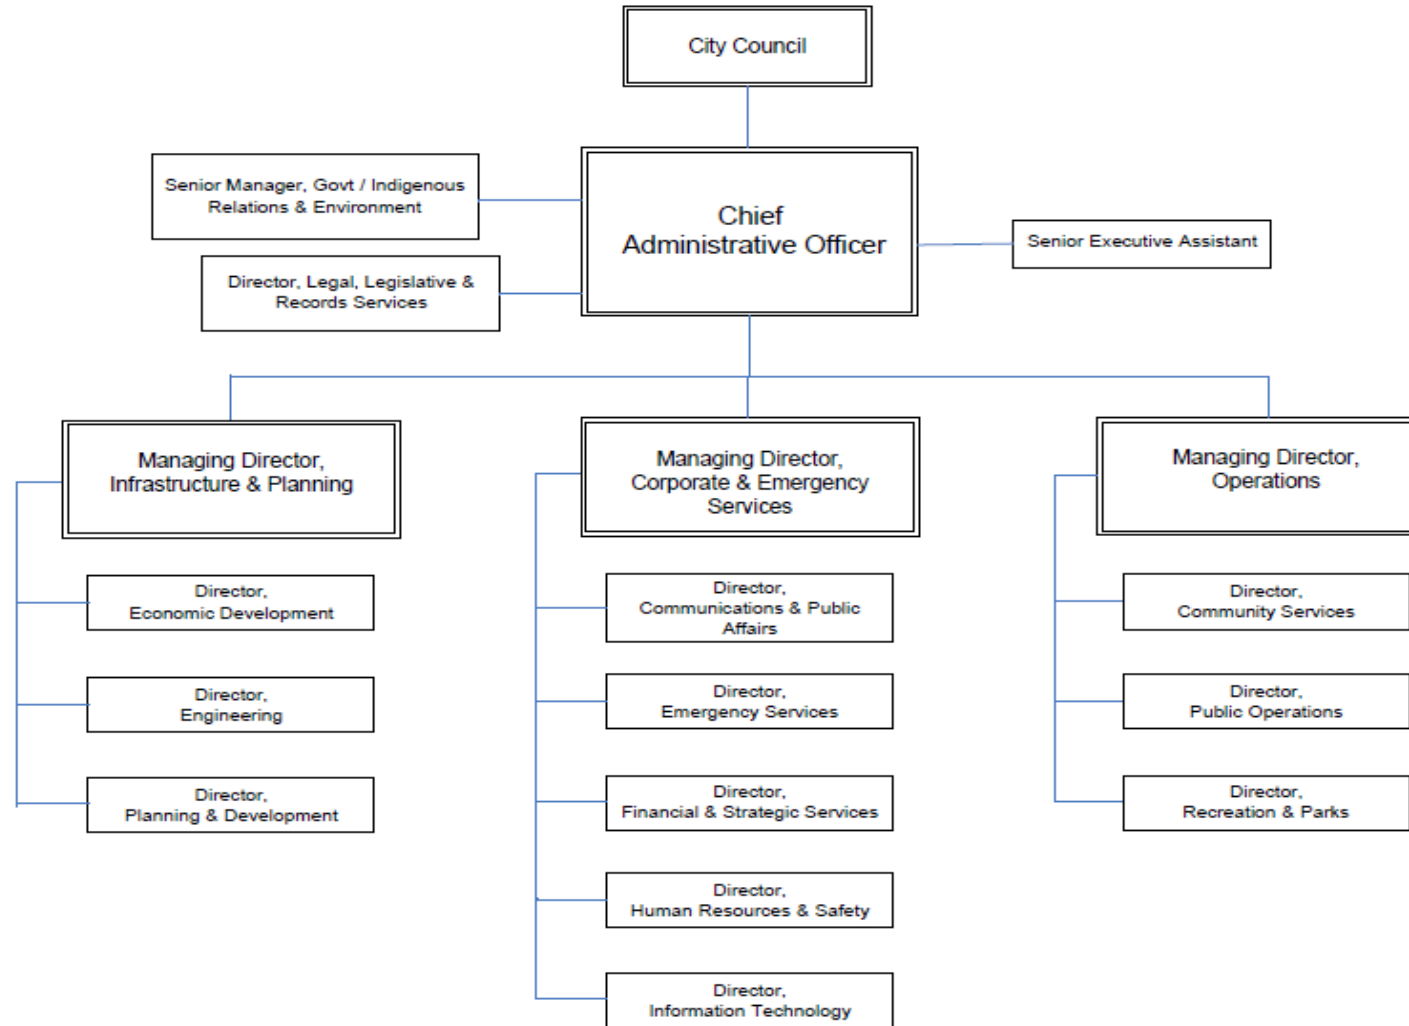 City Council
Senior Manager, Govt / Indigenous
Relations & Environment
Chief
Administrative Officer
Senior Executive Assistant
Director, Legal, Legislative &
Records Services
Managing Director,
Infrastructure & Planning
Director,
Economic Development
Director,
Engineering
Director,
Planning & Development
Managing Director,
Corporate & Emergency
Services
Director,
Communications & Public
Affairs
Director,
Emergency Services
Director,
Financial & Strategic Services
Director,
Human Resources & Safety
Director,
Information Technology
Managing Director,
Operations
Director,
Community Services
Director,
Public Operations
Director,
Recreation & Parks